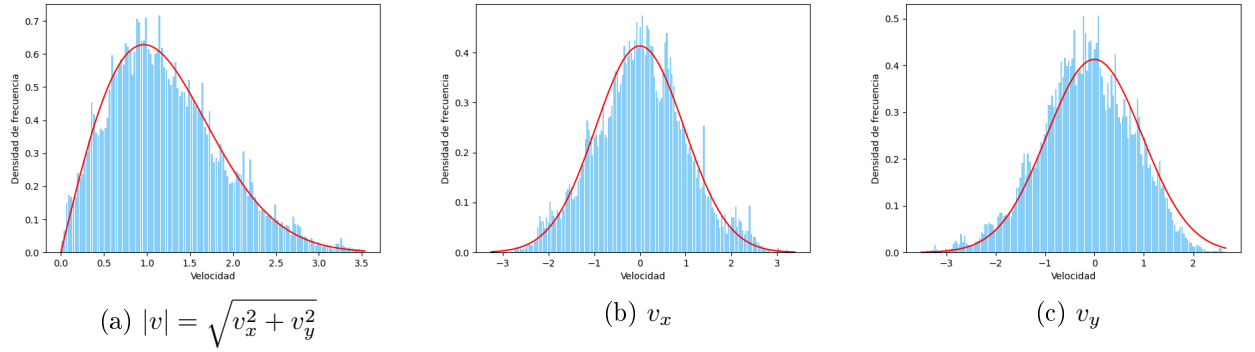 Densidad de frecuencia
0.7
0.6
0.5
0.4
0.3
0.2
0.1
0.0
0.0 0.5 1.0 1.5 2.0 2.5 3.0 3.5
Velocidad
(a) |v| = √(v_x^2 + v_y^2)
Densidad de frecuencia
0.4
0.3
0.2
0.1
0.0
−3 −2 −1 0 1 2 3
Velocidad
(b) v_x
Densidad de frecuencia
0.5
0.4
0.3
0.2
0.1
0.0
−3 −2 −1 0 1 2
Velocidad
(c) v_y